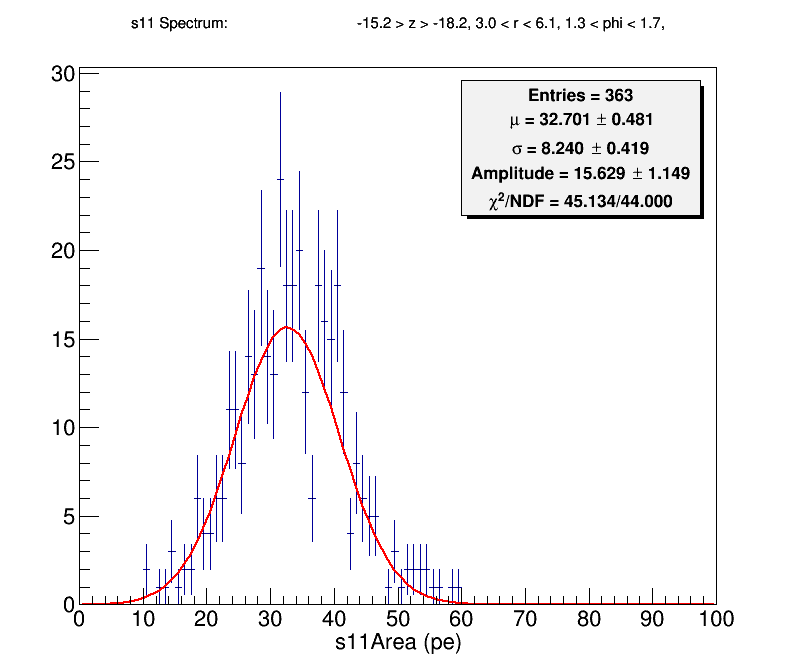 s11 Spectrum: -15.2 > z > -18.2, 3.0 < r < 6.1, 1.3 < phi < 1.7,
Entries = 363
μ = 32.701 ± 0.481
σ = 8.240 ± 0.419
Amplitude = 15.629 ± 1.149
χ²/NDF = 45.134/44.000
30
25
20
15
10
5
0
0 10 20 30 40 50 60 70 80 90 100
s11Area (pe)